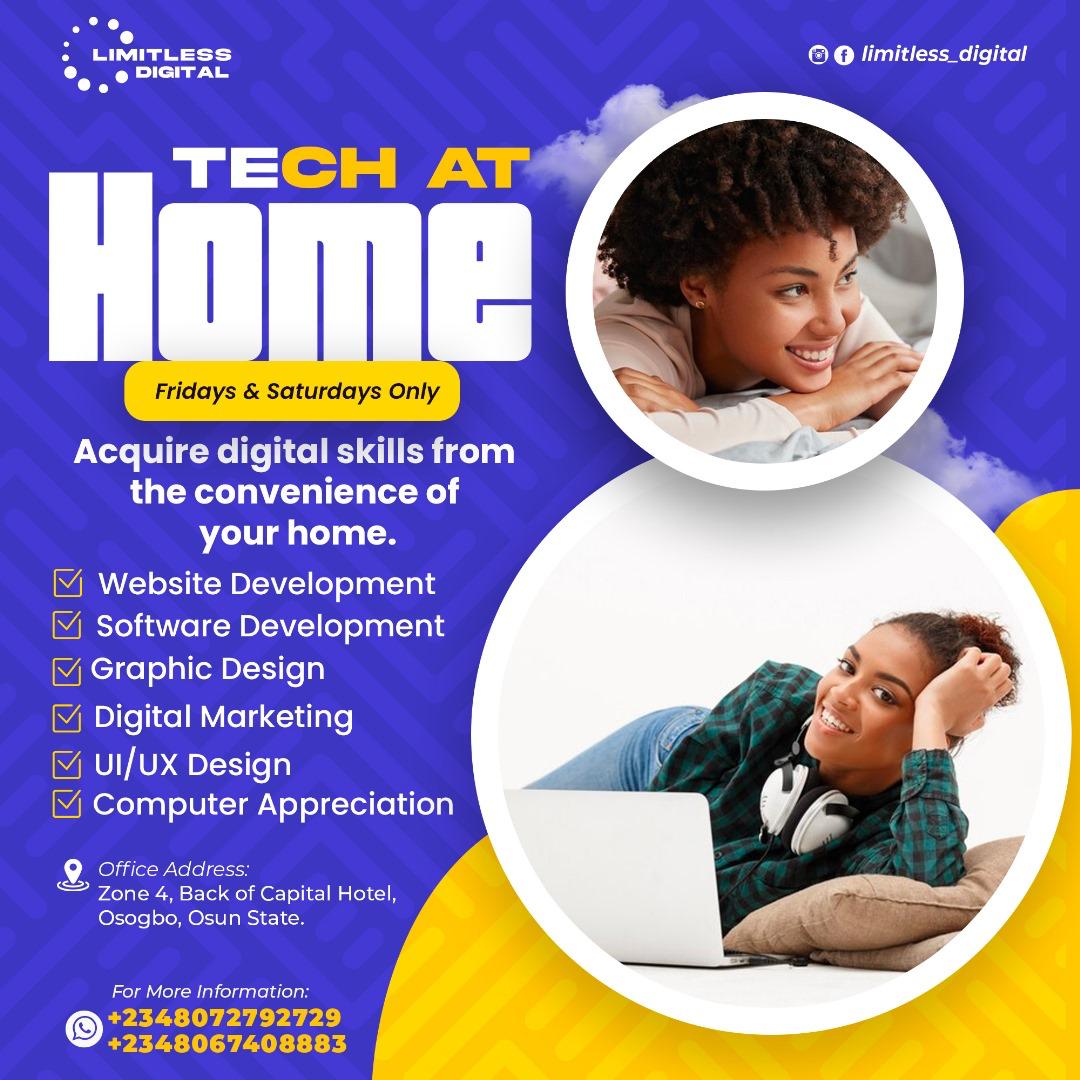 LIMITLESS
DIGITAL
limitless_digital
TECH AT
Home
Fridays & Saturdays Only
Acquire digital skills from
the convenience of
your home.
Website Development
Software Development
Graphic Design
Digital Marketing
UI/UX Design
Computer Appreciation
Office Address:
Zone 4, Back of Capital Hotel,
Osogbo, Osun State.
For More Information:
+2348072792729
+2348067408883